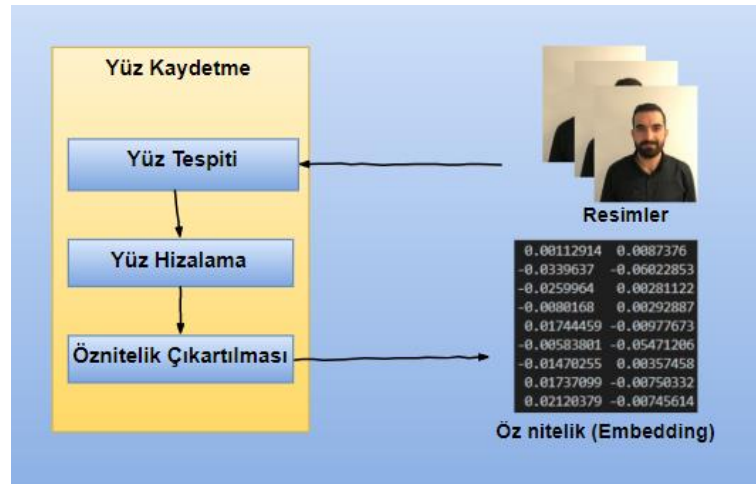 Yüz Kaydetme
Yüz Tespiti
Yüz Hizalama
Öznitelik Çıkartılması
Resimler
0.00112914 0.0087376
-0.0339637 -0.06022853
-0.0259964 0.00281122
-0.0080168 0.00292887
0.01744459 -0.00977673
-0.00583801 -0.05471206
-0.01470255 0.00357458
0.01737099 -0.00750332
0.02120379 -0.00745614
Öz nitelik (Embedding)